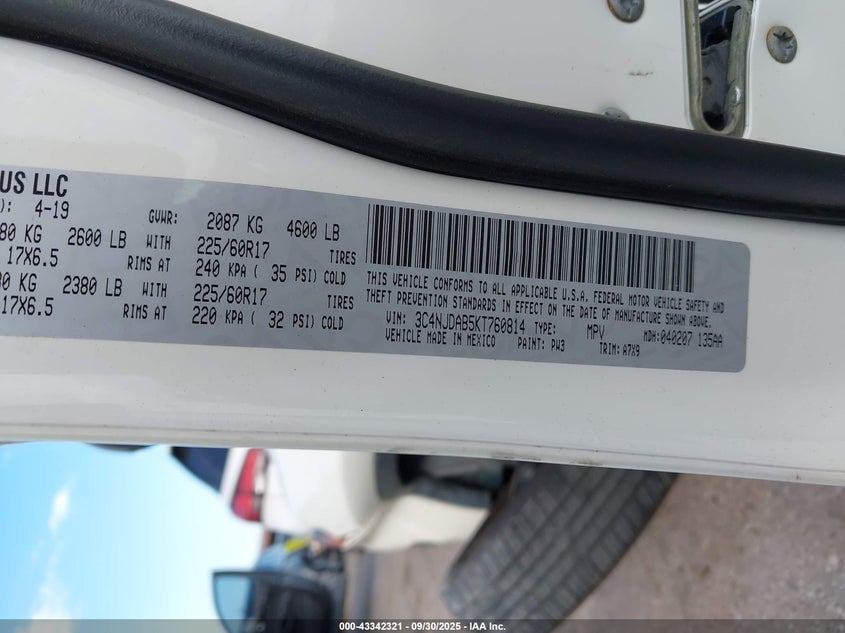 US LLC
): 4-19 GVWR: 2087 KG 4600 LB
80 KG 2600 LB WITH 225/60R17 TIRES
17X6.5 RIMS AT 240 KPA ( 35 PSI) COLD
80 KG 2380 LB WITH 225/60R17 TIRES
17X6.5 RIMS AT 220 KPA ( 32 PSI) COLD
THIS VEHICLE CONFORMS TO ALL APPLICABLE U.S.A. FEDERAL MOTOR VEHICLE SAFETY AND
THEFT PREVENTION STANDARDS IN EFFECT ON THE DATE OF MANUFACTURE SHOWN ABOVE.
VIN: 3C4NJDAB5KT760814 TYPE: MPV MDH:040207 135AA
VEHICLE MADE IN MEXICO PAINT: PW3 TRIM: A7X9
000-43342321 - 09/30/2025 - IAA Inc.